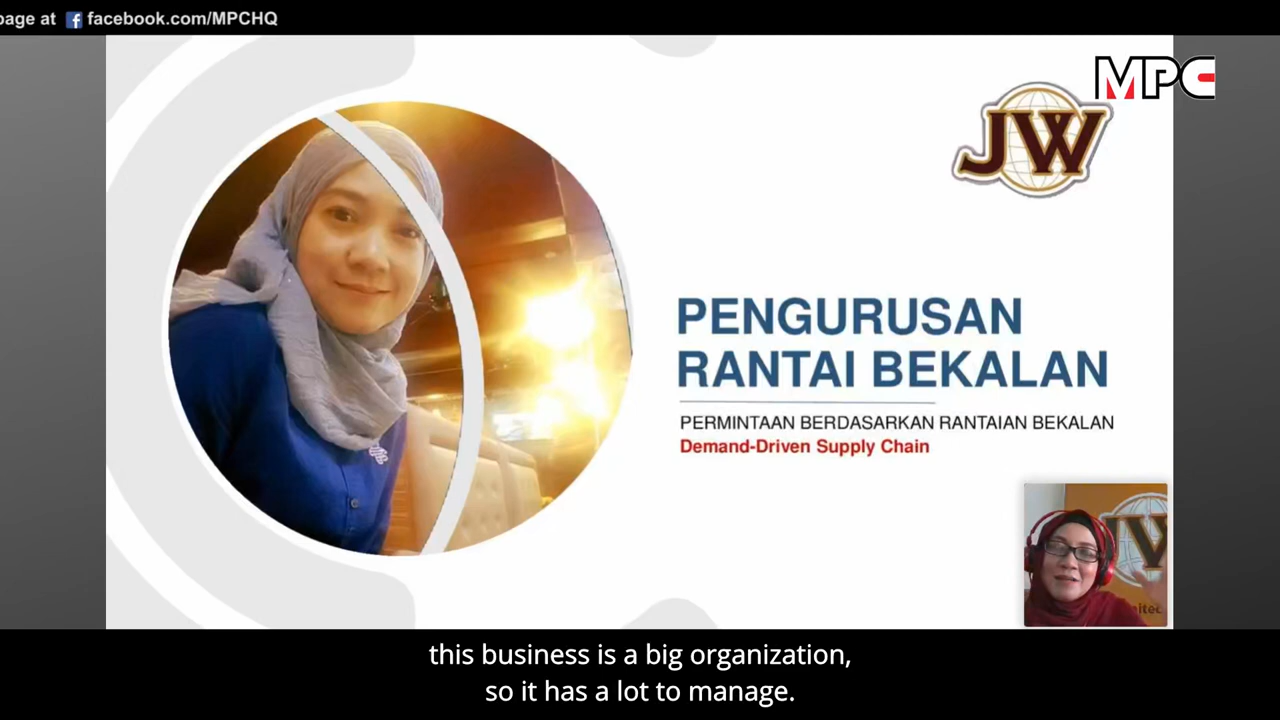 page at facebook.com/MPCHQ
MPC
JW
PENGURUSAN
RANTAI BEKALAN
PERMINTAAN BERDASARKAN RANTAIAN BEKALAN
Demand-Driven Supply Chain
this business is a big organization,
so it has a lot to manage.